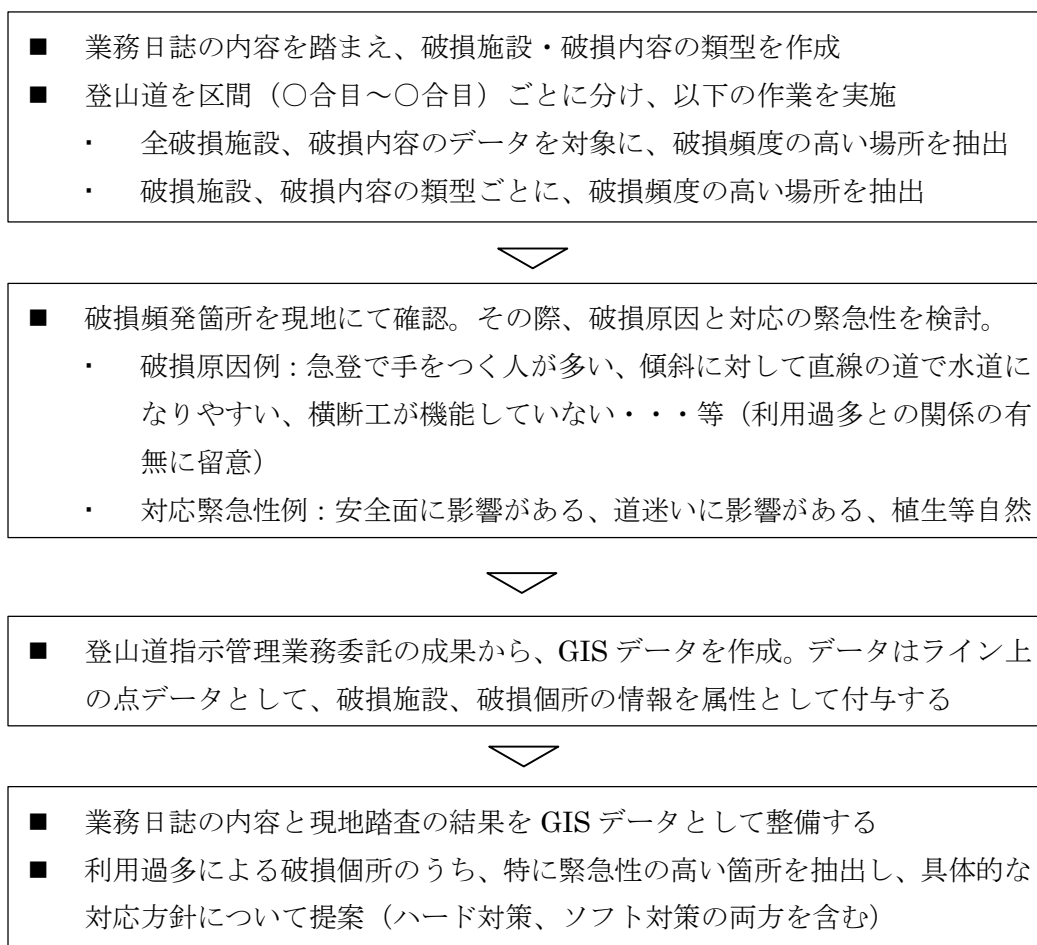 ■ 業務日誌の内容を踏まえ、破損施設・破損内容の類型を作成
■ 登山道を区間（〇合目～〇合目）ごとに分け、以下の作業を実施
・ 全破損施設、破損内容のデータを対象に、破損頻度の高い場所を抽出
・ 破損施設、破損内容の類型ごとに、破損頻度の高い場所を抽出
■ 破損頻発箇所を現地にて確認。その際、破損原因と対応の緊急性を検討。
・ 破損原因例：急登で手をつく人が多い、傾斜に対して直線の道で水道に
なりやすい、横断工が機能していない・・・等（利用過多との関係の有
無に留意）
・ 対応緊急性例：安全面に影響がある、道迷いに影響がある、植生等自然
■ 登山道指示管理業務委託の成果から、GIS データを作成。データはライン上
の点データとして、破損施設、破損個所の情報を属性として付与する
■ 業務日誌の内容と現地踏査の結果を GIS データとして整備する
■ 利用過多による破損個所のうち、特に緊急性の高い箇所を抽出し、具体的な
対応方針について提案（ハード対策、ソフト対策の両方を含む）